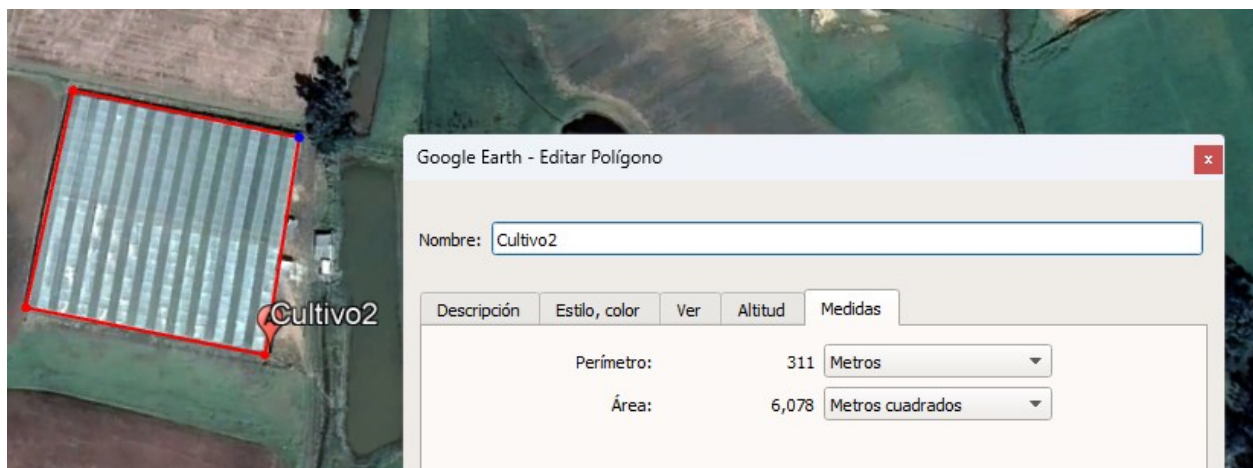 Google Earth - Editar Polígono
x
Nombre: Cultivo2
Descripción Estilo, color Ver Altitud Medidas
Cultivo2
Perímetro: 311 Metros
Área: 6,078 Metros cuadrados